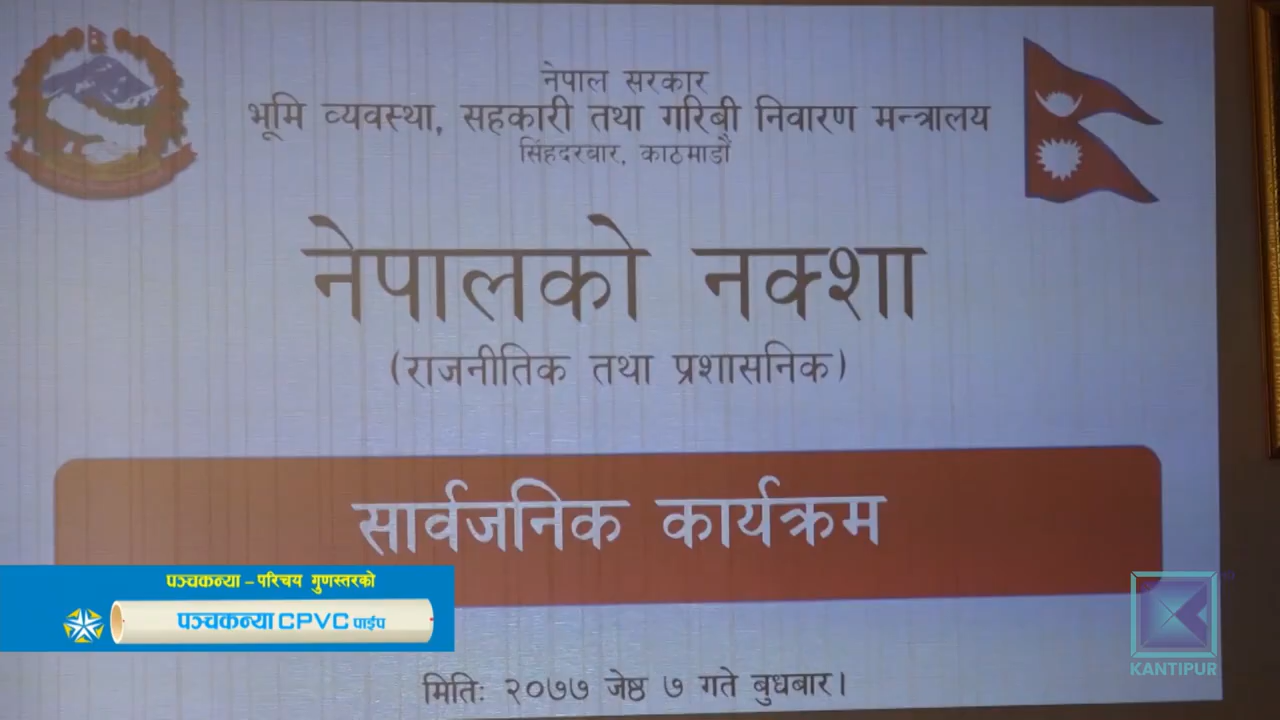 नेपाल सरकार
भूमि व्यवस्था, सहकारी तथा गरिबी निवारण मन्त्रालय
सिंहदरवार, काठमाडौं
नेपालको नक्शा
(राजनीतिक तथा प्रशासनिक)
सार्वजनिक कार्यक्रम
पञ्चकन्या – परिचय गुणस्तरको
पञ्चकन्या CPVC पाईप
KANTIPUR
मितिः २०७७ जेष्ठ ७ गते बुधबार।